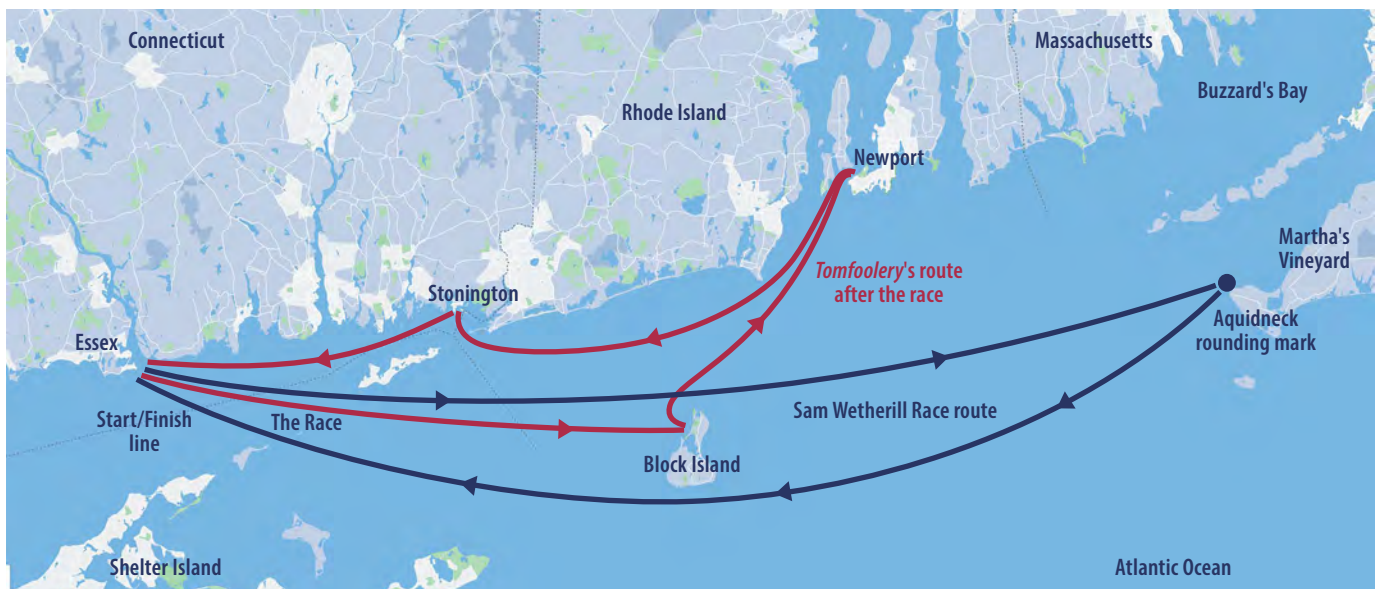 Connecticut
Massachusetts
Buzzard's Bay
Rhode Island
Newport
Martha's
Vineyard
Tomfoolery's route
after the race
Stonington
Aquidneck
rounding mark
Essex
Start/Finish
line
The Race
Sam Wetherill Race route
Block Island
Shelter Island
Atlantic Ocean